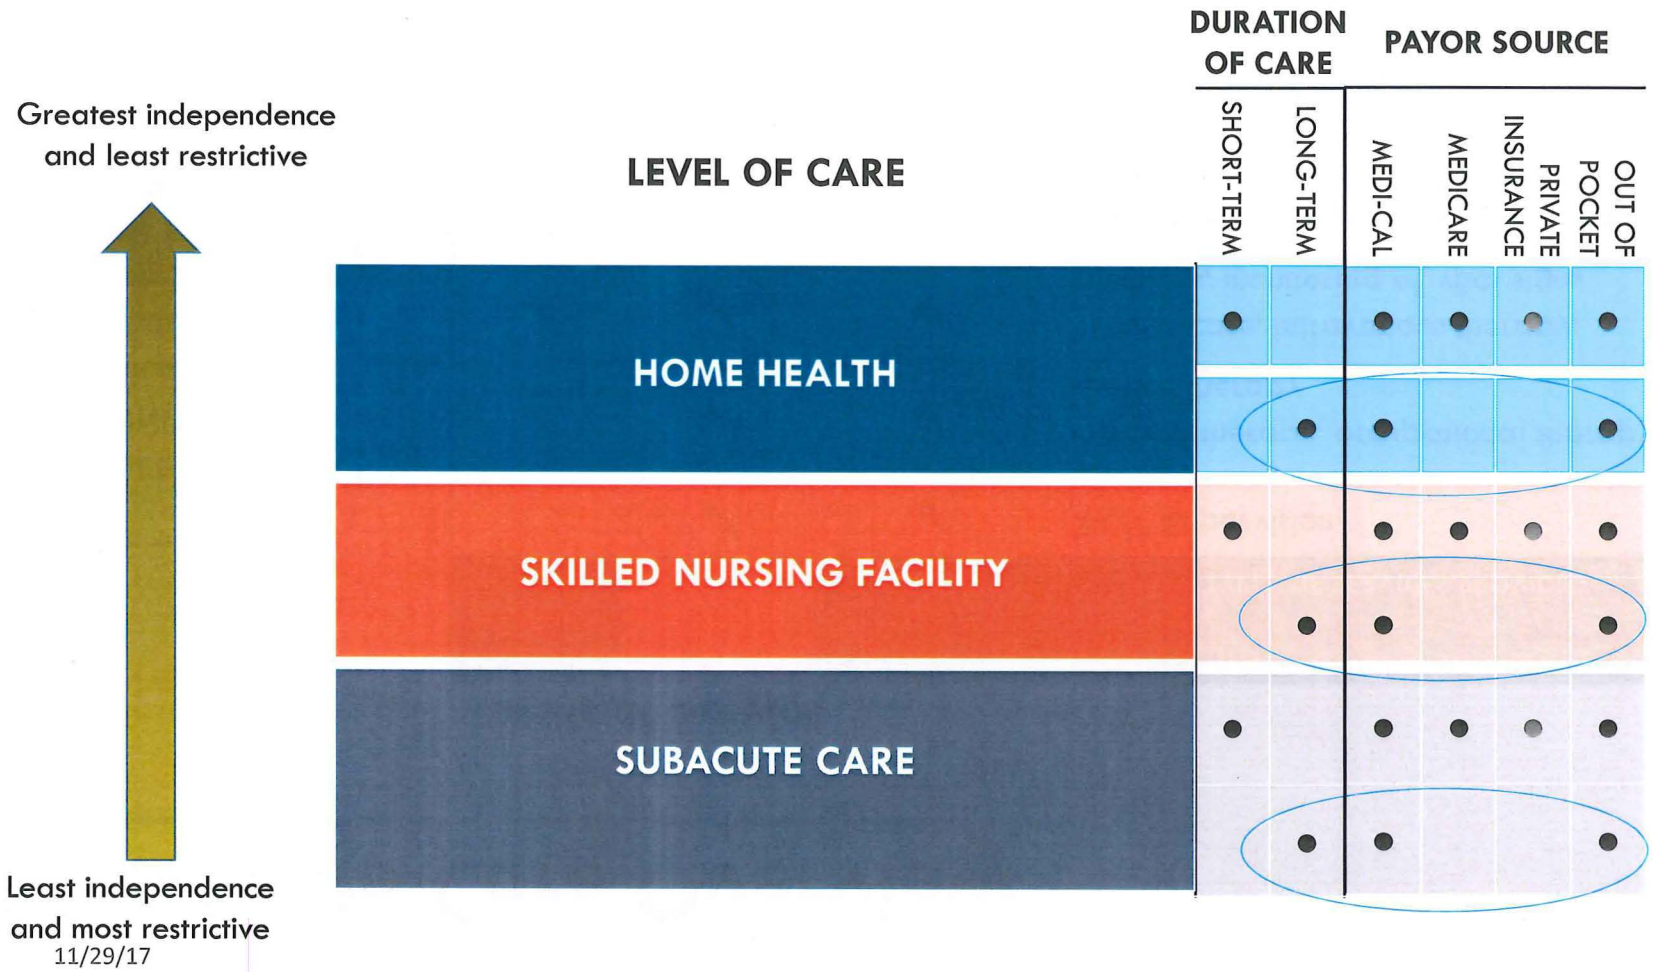 DURATION
OF CARE
PAYOR SOURCE
Greatest independence
and least restrictive
LEVEL OF CARE
SHORT-TERM
LONG-TERM
MEDI-CAL
MEDICARE
PRIVATE
INSURANCE
OUT OF
POCKET
HOME HEALTH
SKILLED NURSING FACILITY
SUBACUTE CARE
Least independence
and most restrictive
11/29/17